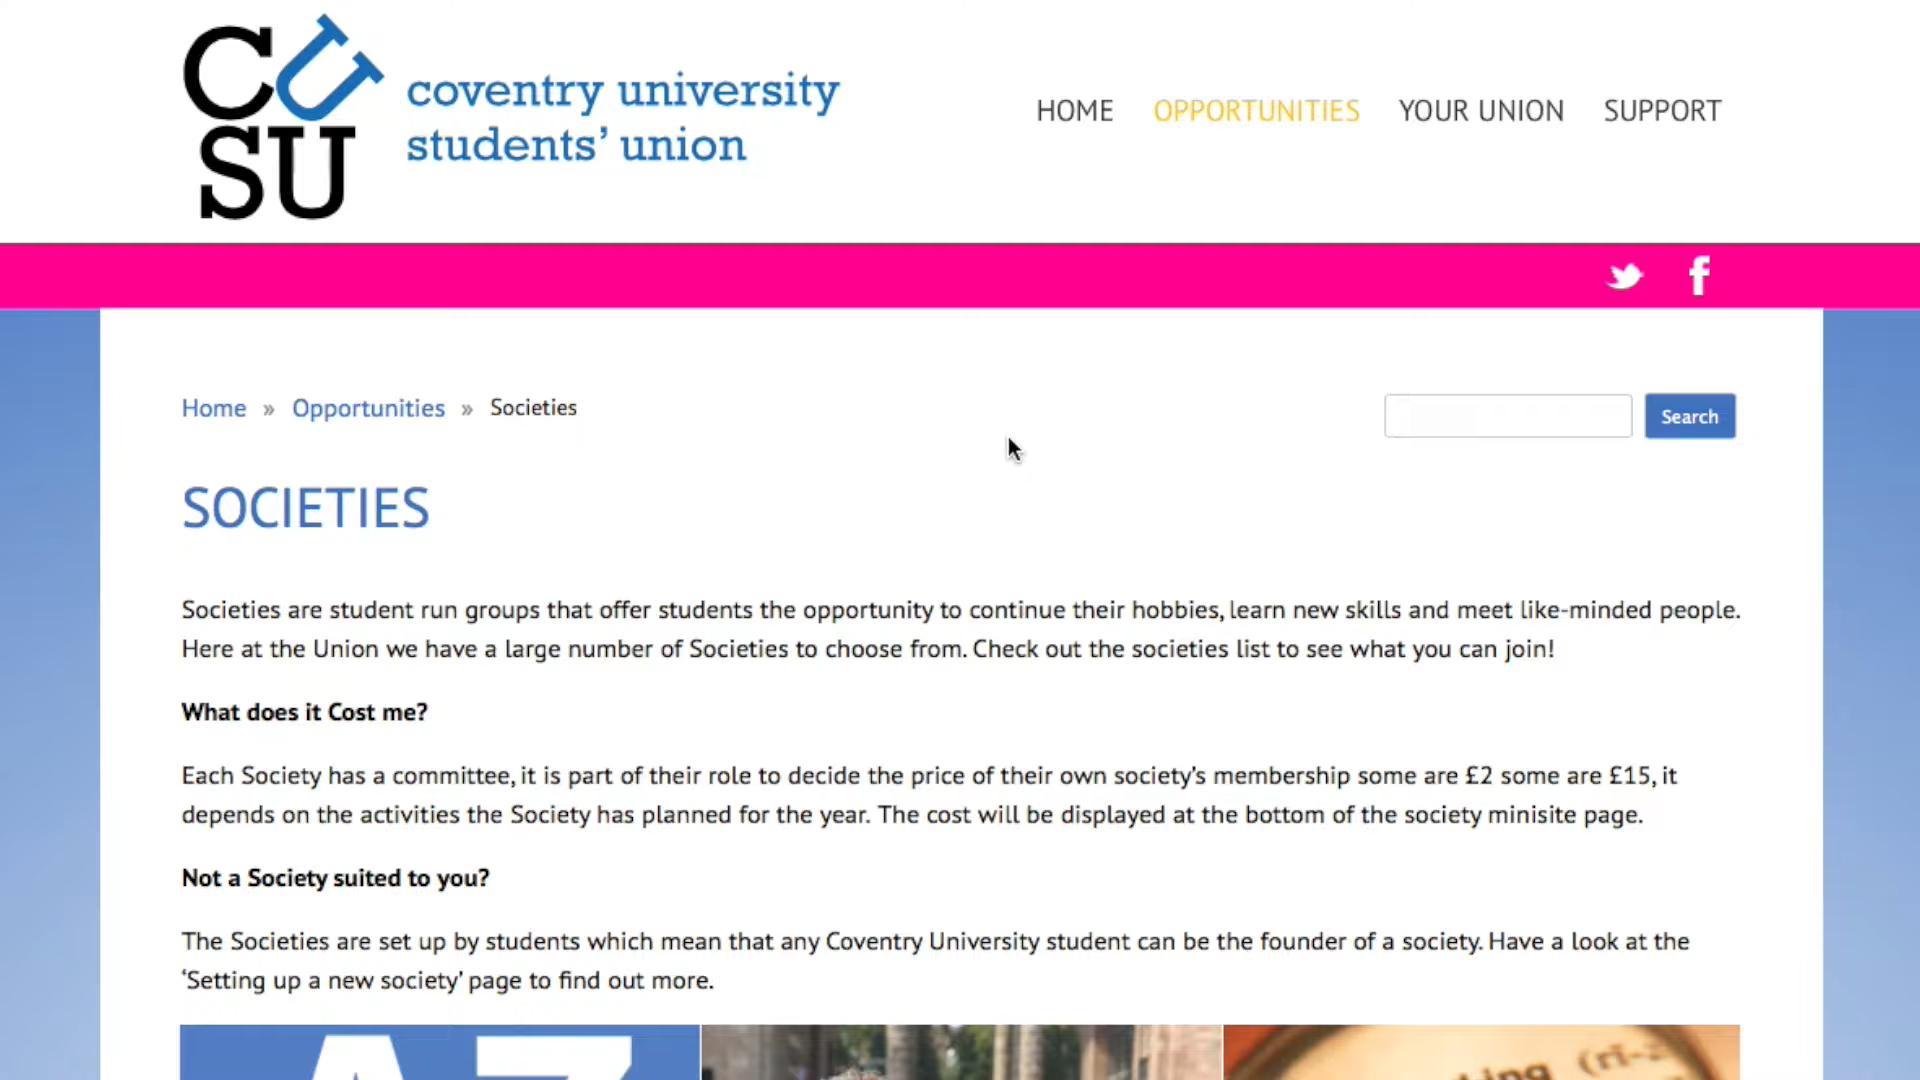 CU
SU
coventry university
students' union
HOME OPPORTUNITIES YOUR UNION SUPPORT
Home » Opportunities » Societies
Search
SOCIETIES
Societies are student run groups that offer students the opportunity to continue their hobbies, learn new skills and meet like-minded people.
Here at the Union we have a large number of Societies to choose from. Check out the societies list to see what you can join!
What does it Cost me?
Each Society has a committee, it is part of their role to decide the price of their own society's membership some are £2 some are £15, it
depends on the activities the Society has planned for the year. The cost will be displayed at the bottom of the society minisite page.
Not a Society suited to you?
The Societies are set up by students which mean that any Coventry University student can be the founder of a society. Have a look at the
'Setting up a new society' page to find out more.